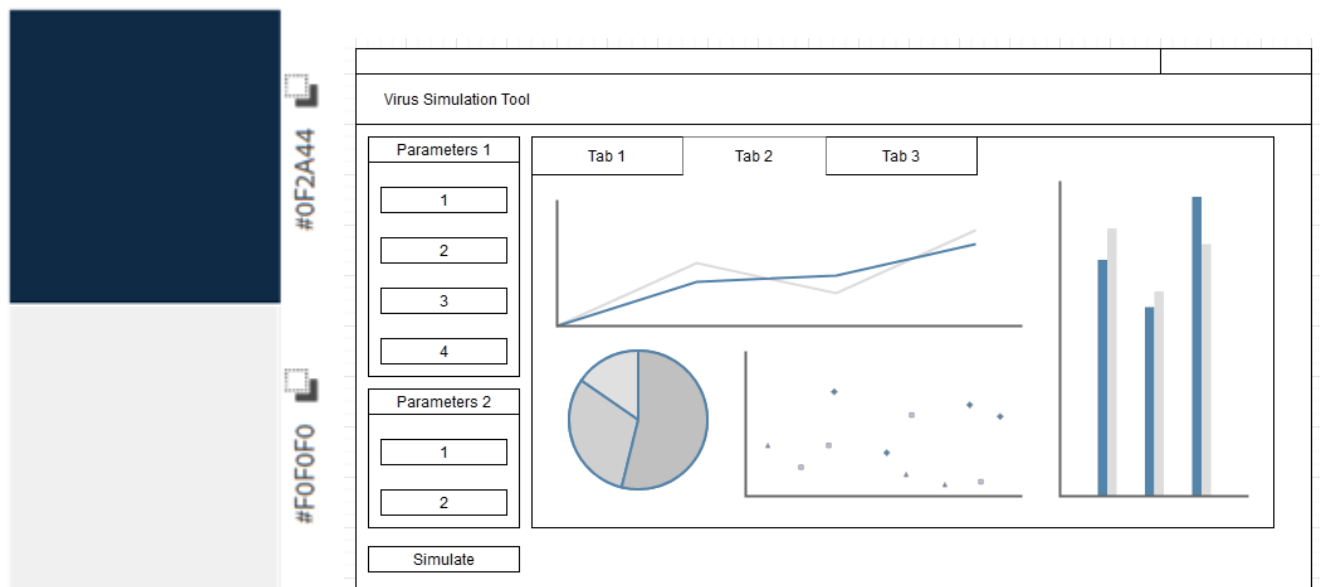 #0F2A44
#F0F0F0
Virus Simulation Tool
Parameters 1
1
2
3
4
Parameters 2
1
2
Simulate
Tab 1
Tab 2
Tab 3